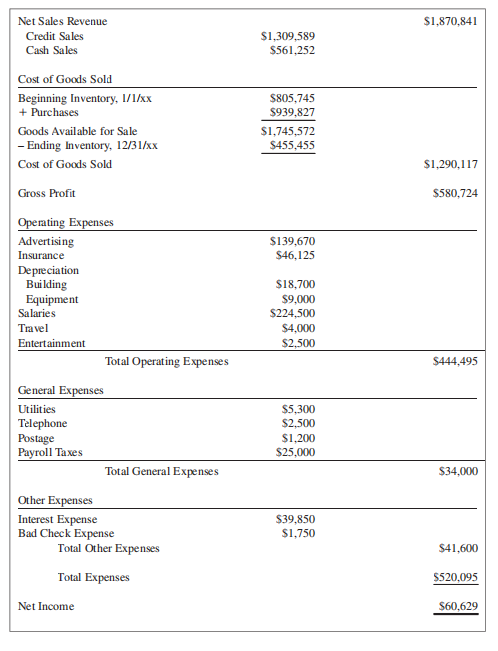 Net Sales Revenue $1,870,841
Credit Sales $1,309,589
Cash Sales $561,252
Cost of Goods Sold
Beginning Inventory, 1/1/xx $805,745
+ Purchases $939,827
Goods Available for Sale $1,745,572
– Ending Inventory, 12/31/xx $455,455
Cost of Goods Sold $1,290,117
Gross Profit $580,724
Operating Expenses
Advertising $139,670
Insurance $46,125
Depreciation
Building $18,700
Equipment $9,000
Salaries $224,500
Travel $4,000
Entertainment $2,500
Total Operating Expenses $444,495
General Expenses
Utilities $5,300
Telephone $2,500
Postage $1,200
Payroll Taxes $25,000
Total General Expenses $34,000
Other Expenses
Interest Expense $39,850
Bad Check Expense $1,750
Total Other Expenses $41,600
Total Expenses $520,095
Net Income $60,629